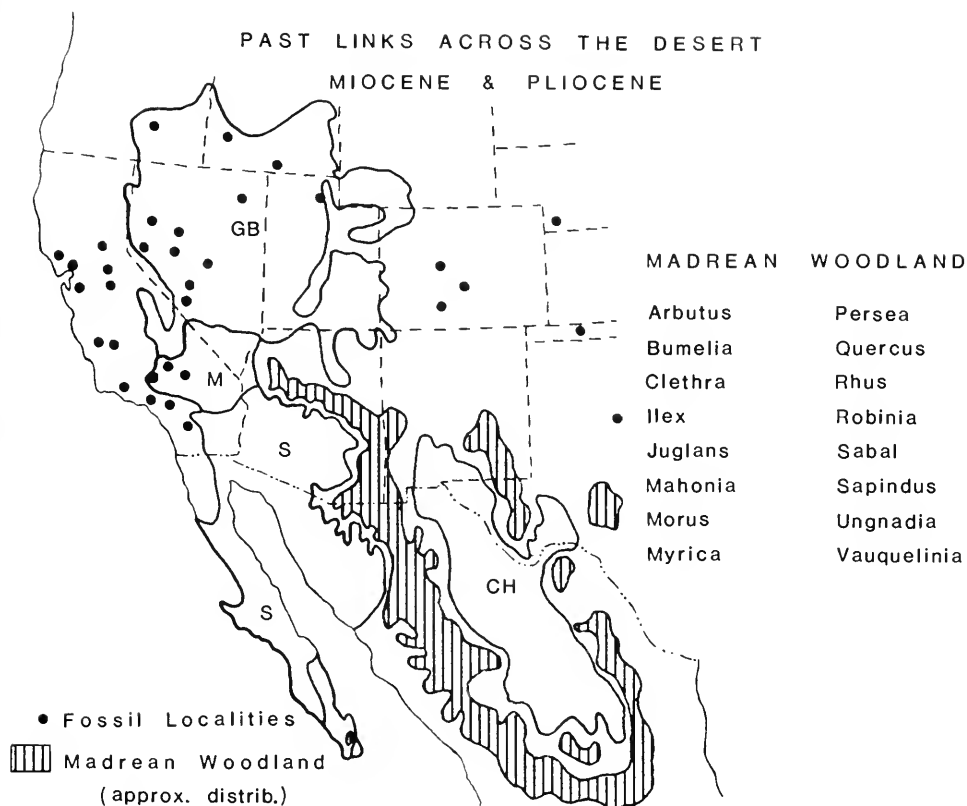 PAST LINKS ACROSS THE DESERT
MIOCENE & PLIOCENE
GB
M
S
S
CH
MADREAN WOODLAND
Arbutus Persea
Bumelia Quercus
Clethra Rhus
Ilex Robinia
Juglans Sabal
Mahonia Sapindus
Morus Ungnadia
Myrica Vauquelinia
Fossil Localities
Madrean Woodland
(approx. distrib.)